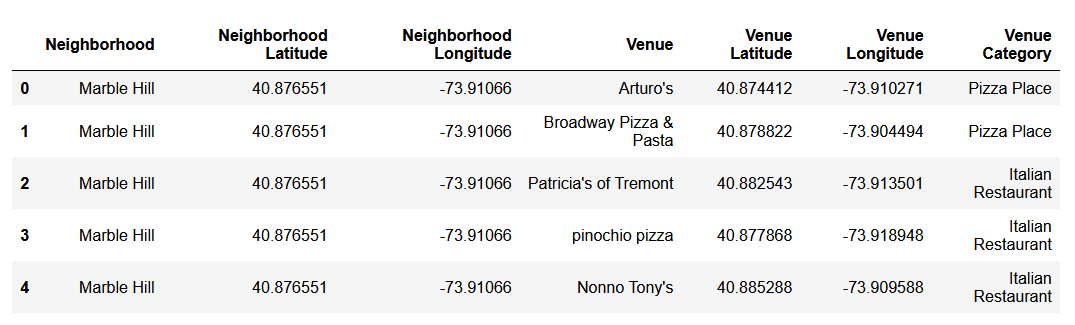 Neighborhood Neighborhood Latitude Neighborhood Longitude Venue Venue Latitude Venue Longitude Venue Category
0 Marble Hill 40.876551 -73.91066 Arturo's 40.874412 -73.910271 Pizza Place
1 Marble Hill 40.876551 -73.91066 Broadway Pizza & Pasta 40.878822 -73.904494 Pizza Place
2 Marble Hill 40.876551 -73.91066 Patricia's of Tremont 40.882543 -73.913501 Italian Restaurant
3 Marble Hill 40.876551 -73.91066 pinochio pizza 40.877868 -73.918948 Italian Restaurant
4 Marble Hill 40.876551 -73.91066 Nonno Tony's 40.885288 -73.909588 Italian Restaurant